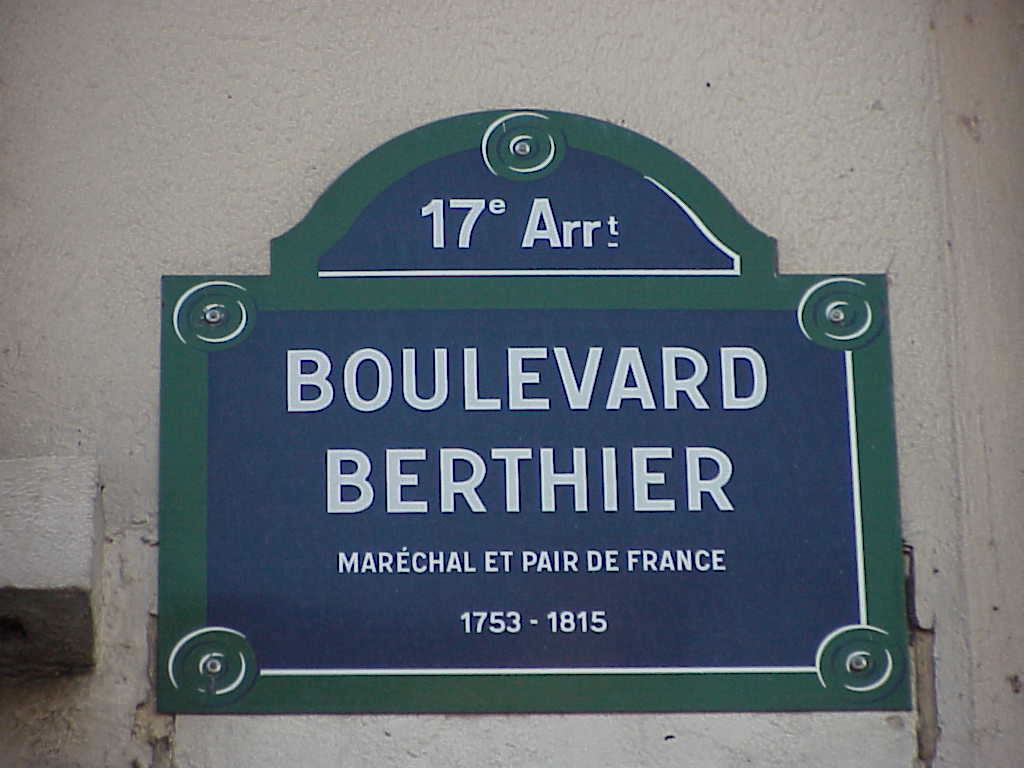 17e Arrt
BOULEVARD
BERTHIER
MARÉCHAL ET PAIR DE FRANCE
1753 - 1815